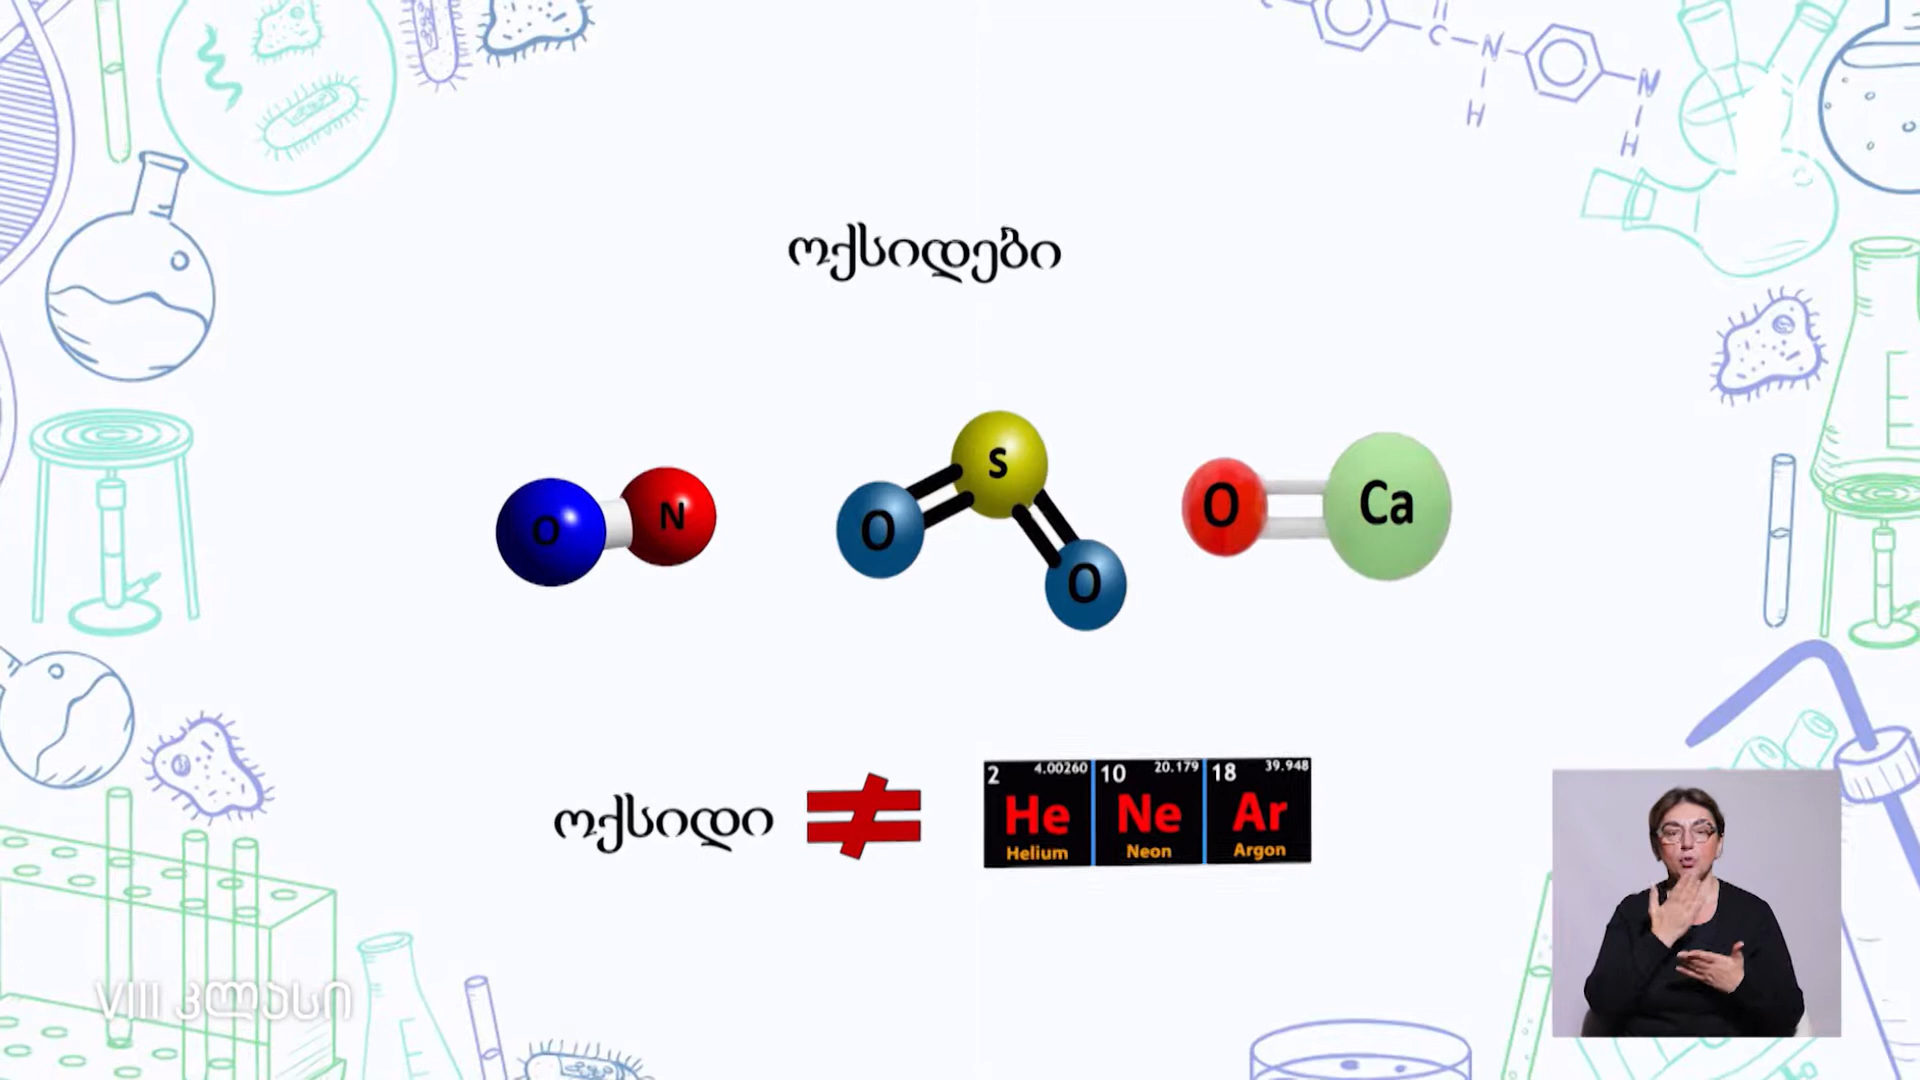 C N N
H H
ოქსიდები
O N S O O O Ca
ოქსიდი
2 4.00260 10 20.179 18 39.948
He Ne Ar
Helium Neon Argon
VIII კლასი